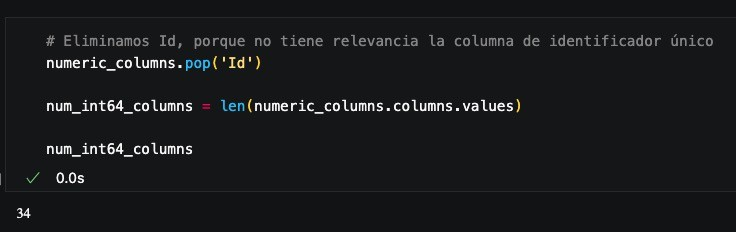 # Eliminamos Id, porque no tiene relevancia la columna de identificador único
numeric_columns.pop('Id')
num_int64_columns = len(numeric_columns.columns.values)
num_int64_columns
0.0s
34